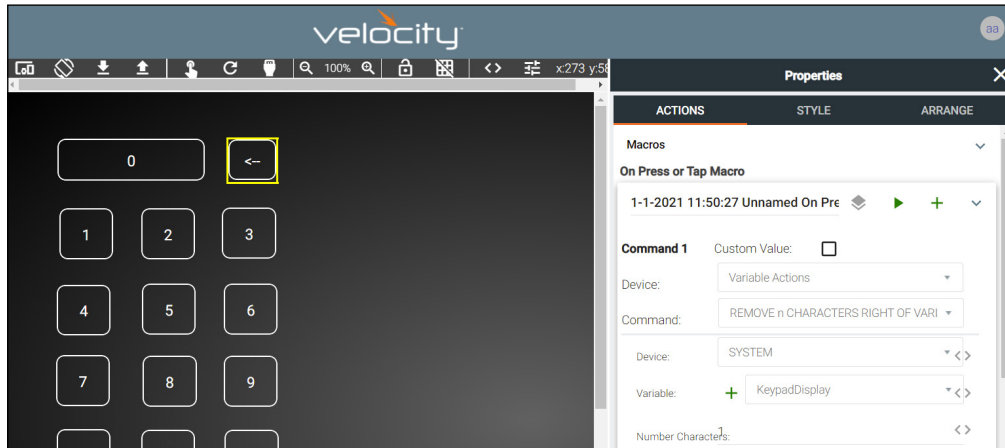 velocity
aa
100% x:273 y:58
Properties
ACTIONS STYLE ARRANGE
Macros
On Press or Tap Macro
1-1-2021 11:50:27 Unnamed On Pre
Command 1 Custom Value:
Device: Variable Actions
Command: REMOVE n CHARACTERS RIGHT OF VARI
Device: SYSTEM
Variable: KeypadDisplay
Number Characters: 1
0 <--
1 2 3
4 5 6
7 8 9